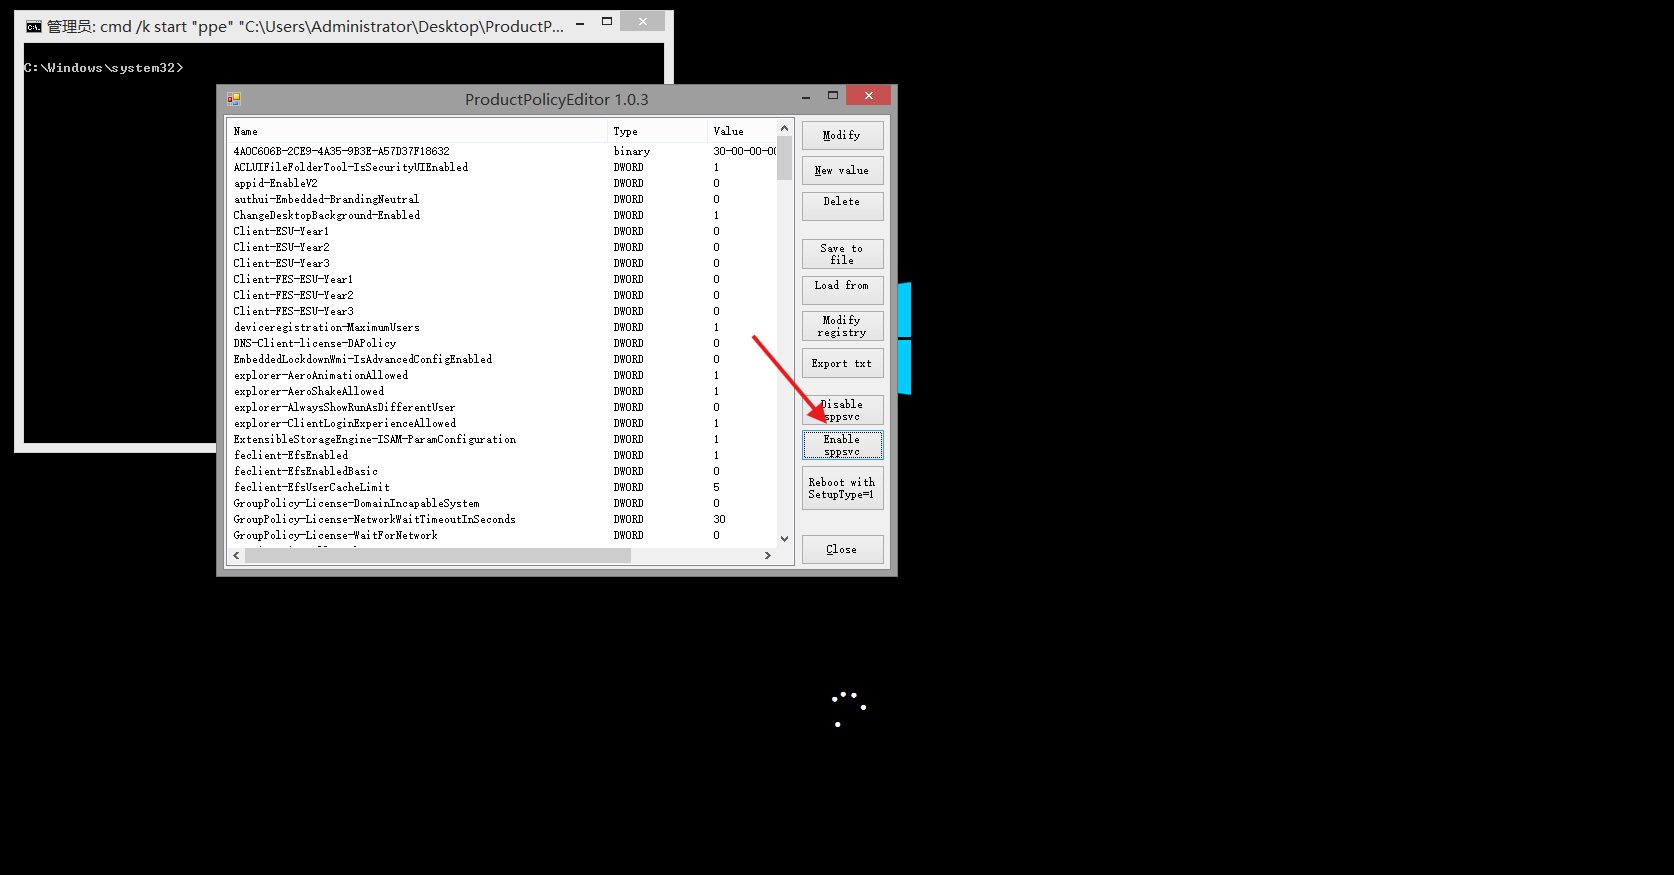 管理员: cmd /k start "ppe" "C:\Users\Administrator\Desktop\ProductP...
C:\Windows\system32>
ProductPolicyEditor 1.0.3
Name Type Value
4A0C606B-2CE9-4A35-9B3E-A57D37F18632 binary 30-00-00-00
ACLUIFileFolderTool-IsSecurityUIEnabled DWORD 1
appid-EnableV2 DWORD 0
authui-Embedded-BrandingNeutral DWORD 0
ChangeDesktopBackground-Enabled DWORD 1
Client-ESU-Year1 DWORD 0
Client-ESU-Year2 DWORD 0
Client-ESU-Year3 DWORD 0
Client-FES-ESU-Year1 DWORD 0
Client-FES-ESU-Year2 DWORD 0
Client-FES-ESU-Year3 DWORD 0
deviceregistration-MaximumUsers DWORD 1
DNS-Client-license-DAPolicy DWORD 0
EmbeddedLockdownWmi-IsAdvancedConfigEnabled DWORD 0
explorer-AeroAnimationAllowed DWORD 1
explorer-AeroShakeAllowed DWORD 1
explorer-AlwaysShowRunAsDifferentUser DWORD 0
explorer-ClientLoginExperienceAllowed DWORD 1
ExtensibleStorageEngine-ISAM-ParamConfiguration DWORD 1
feclient-EfsEnabled DWORD 1
feclient-EfsEnabledBasic DWORD 0
feclient-EfsUserCacheLimit DWORD 5
GroupPolicy-License-DomainIncapableSystem DWORD 0
GroupPolicy-License-NetworkWaitTimeoutInSeconds DWORD 30
GroupPolicy-License-WaitForNetwork DWORD 0
Modify
New value
Delete
Save to
file
Load from
Modify
registry
Export txt
Disable
sppsvc
Enable
sppsvc
Reboot with
SetupType=1
Close